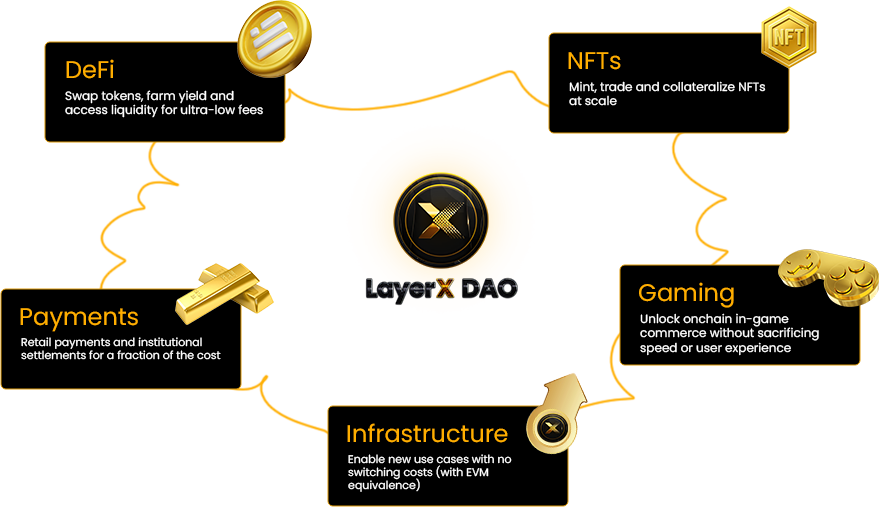 DeFi
Swap tokens, farm yield and
access liquidity for ultra-low fees
NFTs
Mint, trade and collateralize NFTs
at scale
NFT
LayerX DAO
Payments
Retail payments and institutional
settlements for a fraction of the cost
Gaming
Unlock onchain in-game
commerce without sacrificing
speed or user experience
Infrastructure
Enable new use cases with no
switching costs (with EVM
equivalence)